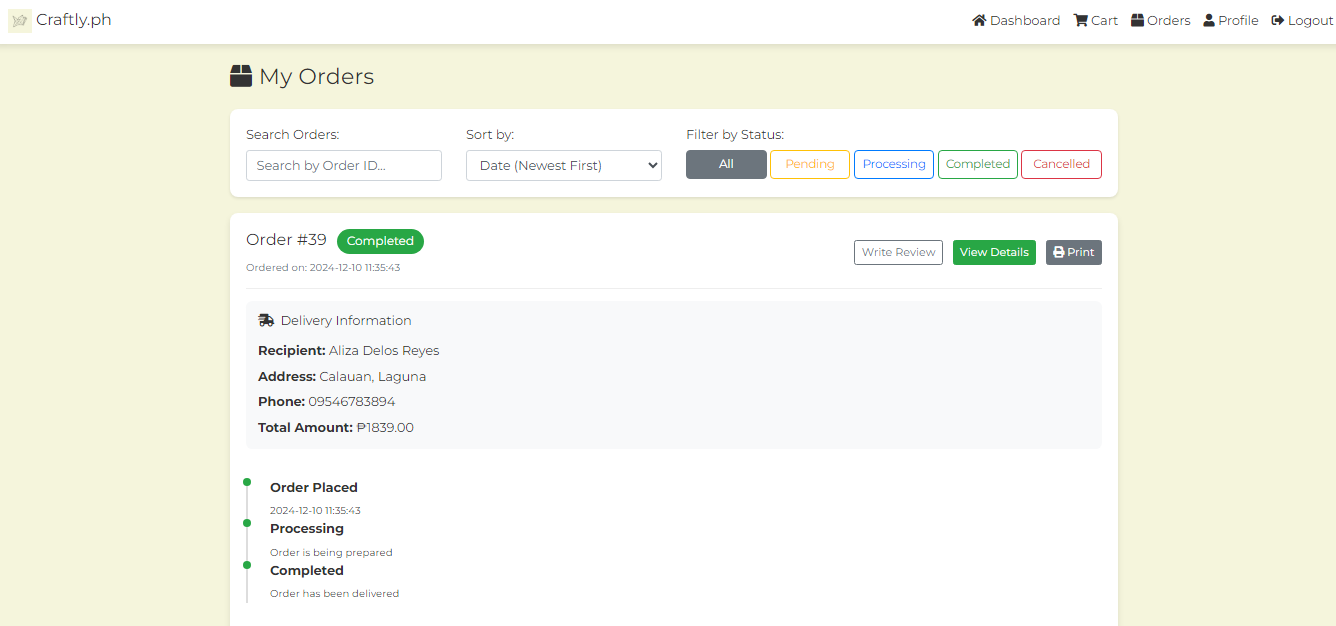 Craftly.ph
Dashboard Cart Orders Profile Logout
My Orders
Search Orders: Sort by: Filter by Status:
Search by Order ID... Date (Newest First) All Pending Processing Completed Cancelled
Order #39 Completed
Ordered on: 2024-12-10 11:35:43
Write Review View Details Print
Delivery Information
Recipient: Aliza Delos Reyes
Address: Calauan, Laguna
Phone: 09546783894
Total Amount: ₱1839.00
Order Placed
2024-12-10 11:35:43
Processing
Order is being prepared
Completed
Order has been delivered